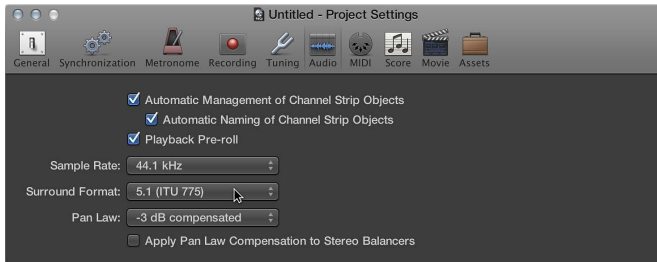 Untitled - Project Settings
General Synchronization Metronome Recording Tuning Audio MIDI Score Movie Assets
Automatic Management of Channel Strip Objects
Automatic Naming of Channel Strip Objects
Playback Pre-roll
Sample Rate: 44.1 kHz
Surround Format: 5.1 (ITU 775)
Pan Law: -3 dB compensated
Apply Pan Law Compensation to Stereo Balancers